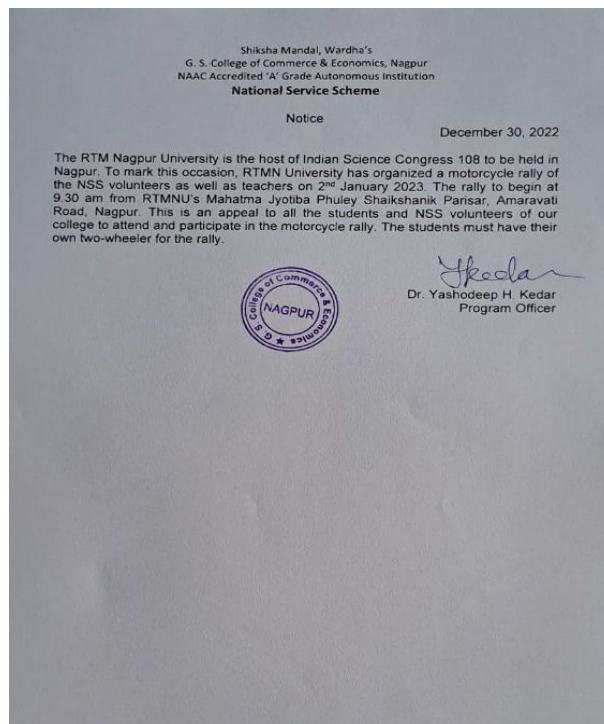 Shiksha Mandal, Wardha's
G. S. College of Commerce & Economics, Nagpur
NAAC Accredited 'A' Grade Autonomous Institution
National Service Scheme
Notice
December 30, 2022
The RTM Nagpur University is the host of Indian Science Congress 108 to be held in
Nagpur. To mark this occasion, RTMN University has organized a motorcycle rally of
the NSS volunteers as well as teachers on 2nd January 2023. The rally to begin at
9.30 am from RTMNU's Mahatma Jyotiba Phuley Shaikshanik Parisar, Amaravati
Road, Nagpur. This is an appeal to all the students and NSS volunteers of our
college to attend and participate in the motorcycle rally. The students must have their
own two-wheeler for the rally.
G. S. College of Commerce & Economics ★
NAGPUR
Ykedar
Dr. Yashodeep H. Kedar
Program Officer